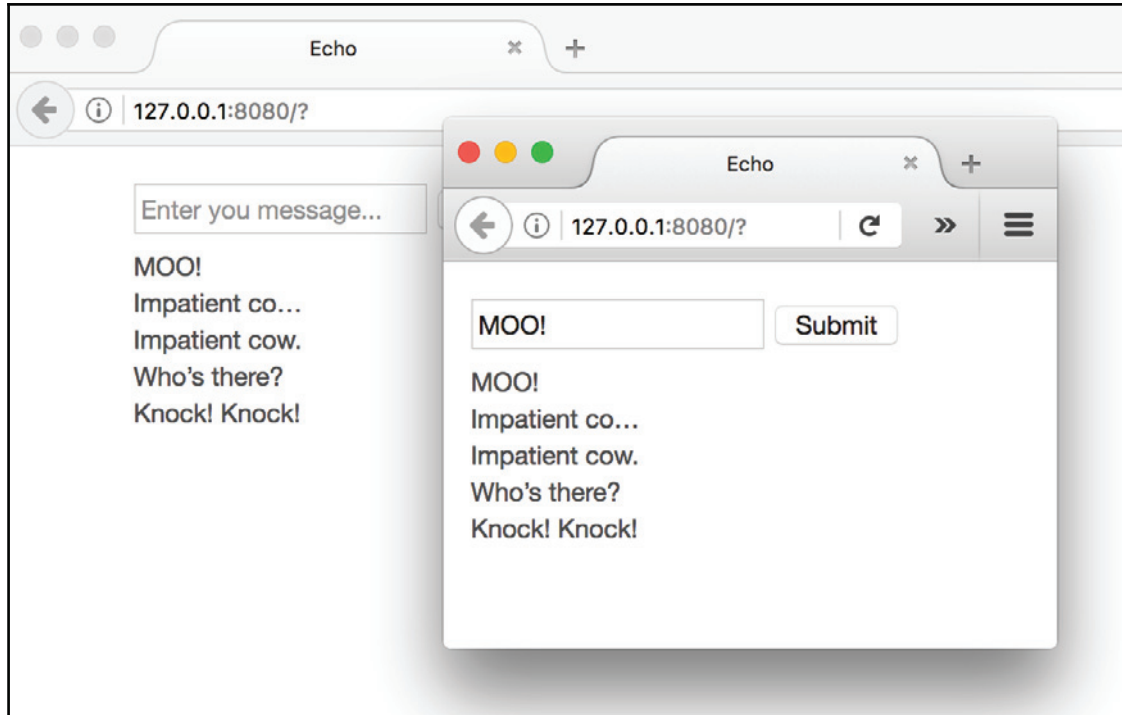 Echo
127.0.0.1:8080/?
Enter you message...
MOO!
Impatient co…
Impatient cow.
Who’s there?
Knock! Knock!
Echo
127.0.0.1:8080/?
MOO!
Submit
MOO!
Impatient co…
Impatient cow.
Who’s there?
Knock! Knock!